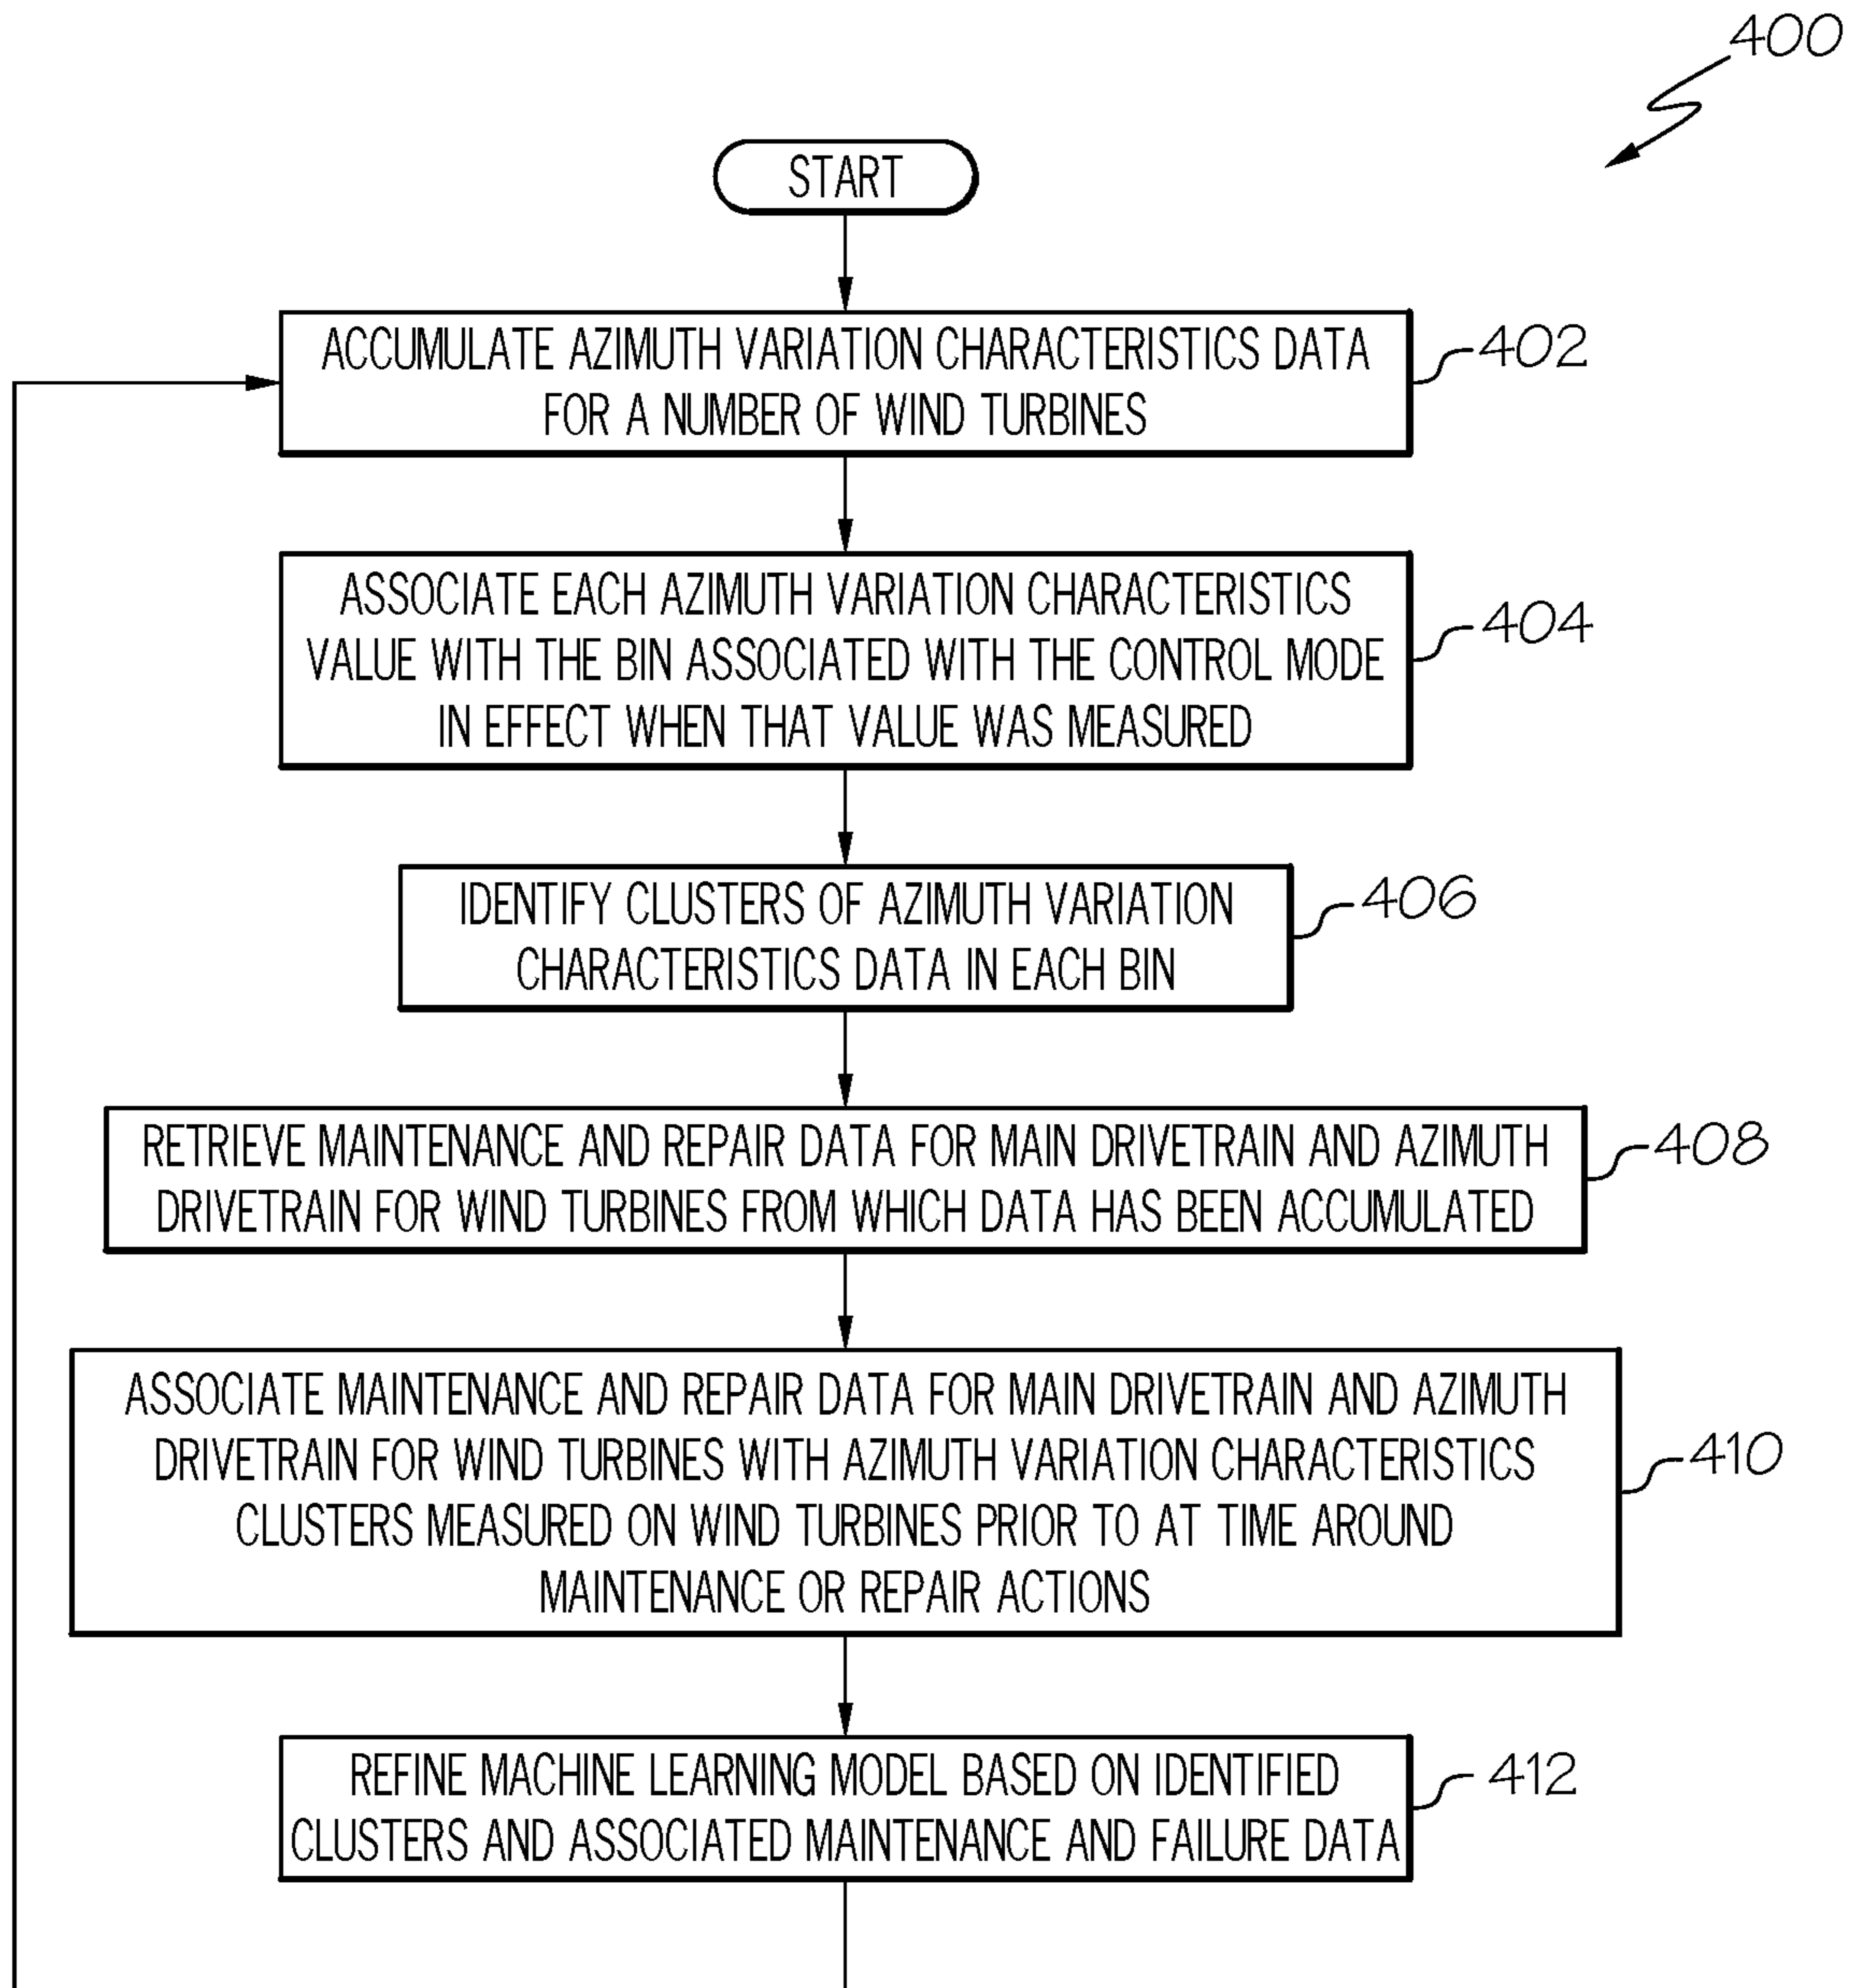 400
START
ACCUMULATE AZIMUTH VARIATION CHARACTERISTICS DATA
FOR A NUMBER OF WIND TURBINES
402
ASSOCIATE EACH AZIMUTH VARIATION CHARACTERISTICS
VALUE WITH THE BIN ASSOCIATED WITH THE CONTROL MODE
IN EFFECT WHEN THAT VALUE WAS MEASURED
404
IDENTIFY CLUSTERS OF AZIMUTH VARIATION
CHARACTERISTICS DATA IN EACH BIN
406
RETRIEVE MAINTENANCE AND REPAIR DATA FOR MAIN DRIVETRAIN AND AZIMUTH
DRIVETRAIN FOR WIND TURBINES FROM WHICH DATA HAS BEEN ACCUMULATED
408
ASSOCIATE MAINTENANCE AND REPAIR DATA FOR MAIN DRIVETRAIN AND AZIMUTH
DRIVETRAIN FOR WIND TURBINES WITH AZIMUTH VARIATION CHARACTERISTICS
CLUSTERS MEASURED ON WIND TURBINES PRIOR TO AT TIME AROUND
MAINTENANCE OR REPAIR ACTIONS
410
REFINE MACHINE LEARNING MODEL BASED ON IDENTIFIED
CLUSTERS AND ASSOCIATED MAINTENANCE AND FAILURE DATA
412